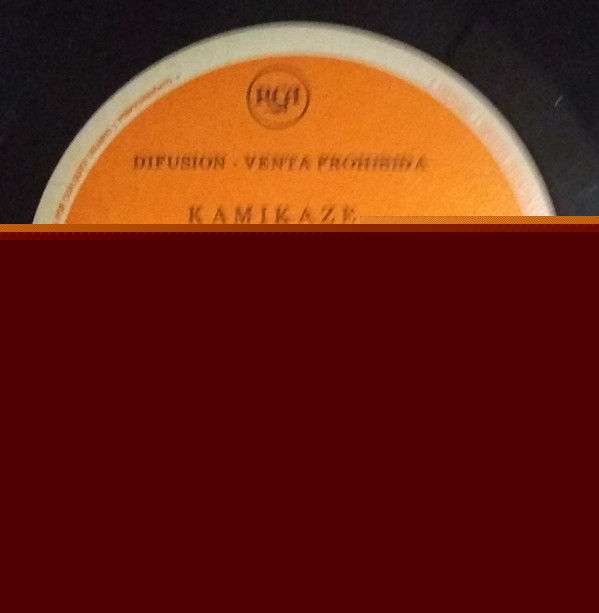 RCA
DIFUSION - VENTA PROHIBIDA
KAMIKAZE